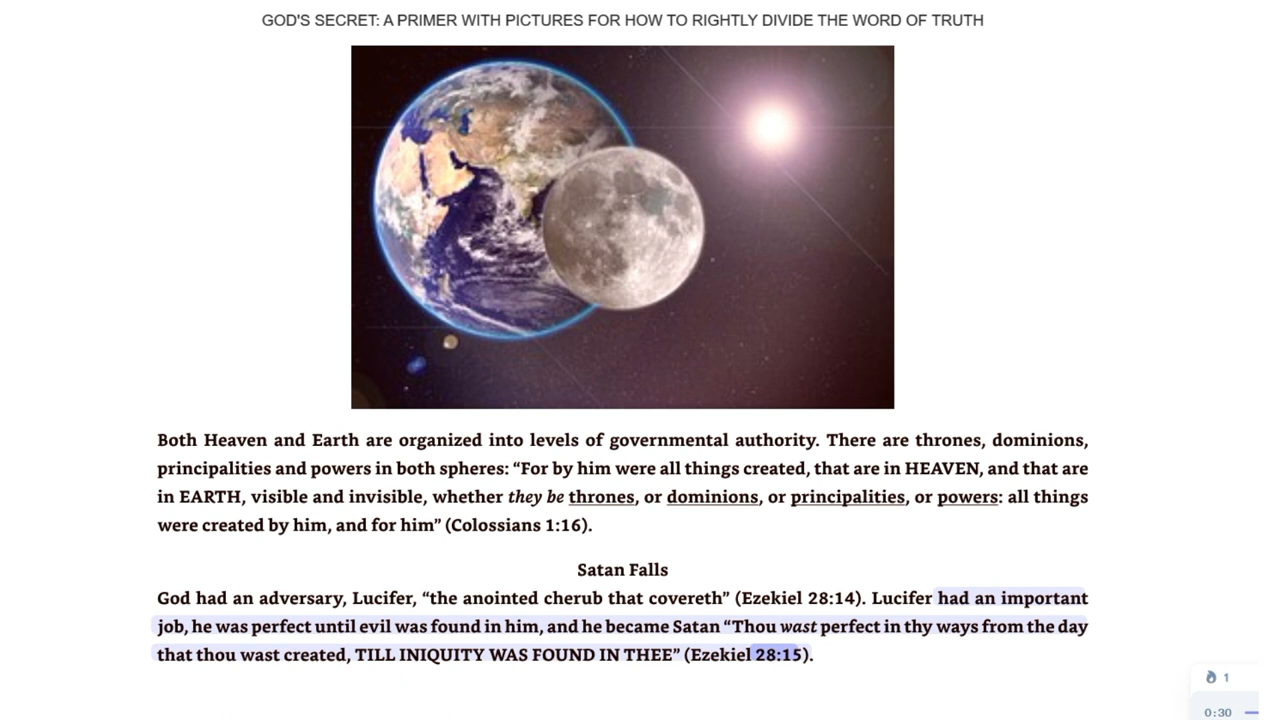 GOD'S SECRET: A PRIMER WITH PICTURES FOR HOW TO RIGHTLY DIVIDE THE WORD OF TRUTH
Both Heaven and Earth are organized into levels of governmental authority. There are thrones, dominions,
principalities and powers in both spheres: “For by him were all things created, that are in HEAVEN, and that are
in EARTH, visible and invisible, whether they be thrones, or dominions, or principalities, or powers: all things
were created by him, and for him” (Colossians 1:16).
Satan Falls
God had an adversary, Lucifer, “the anointed cherub that covereth” (Ezekiel 28:14). Lucifer had an important
job, he was perfect until evil was found in him, and he became Satan “Thou wast perfect in thy ways from the day
that thou wast created, TILL INIQUITY WAS FOUND IN THEE” (Ezekiel 28:15).
1
0:30